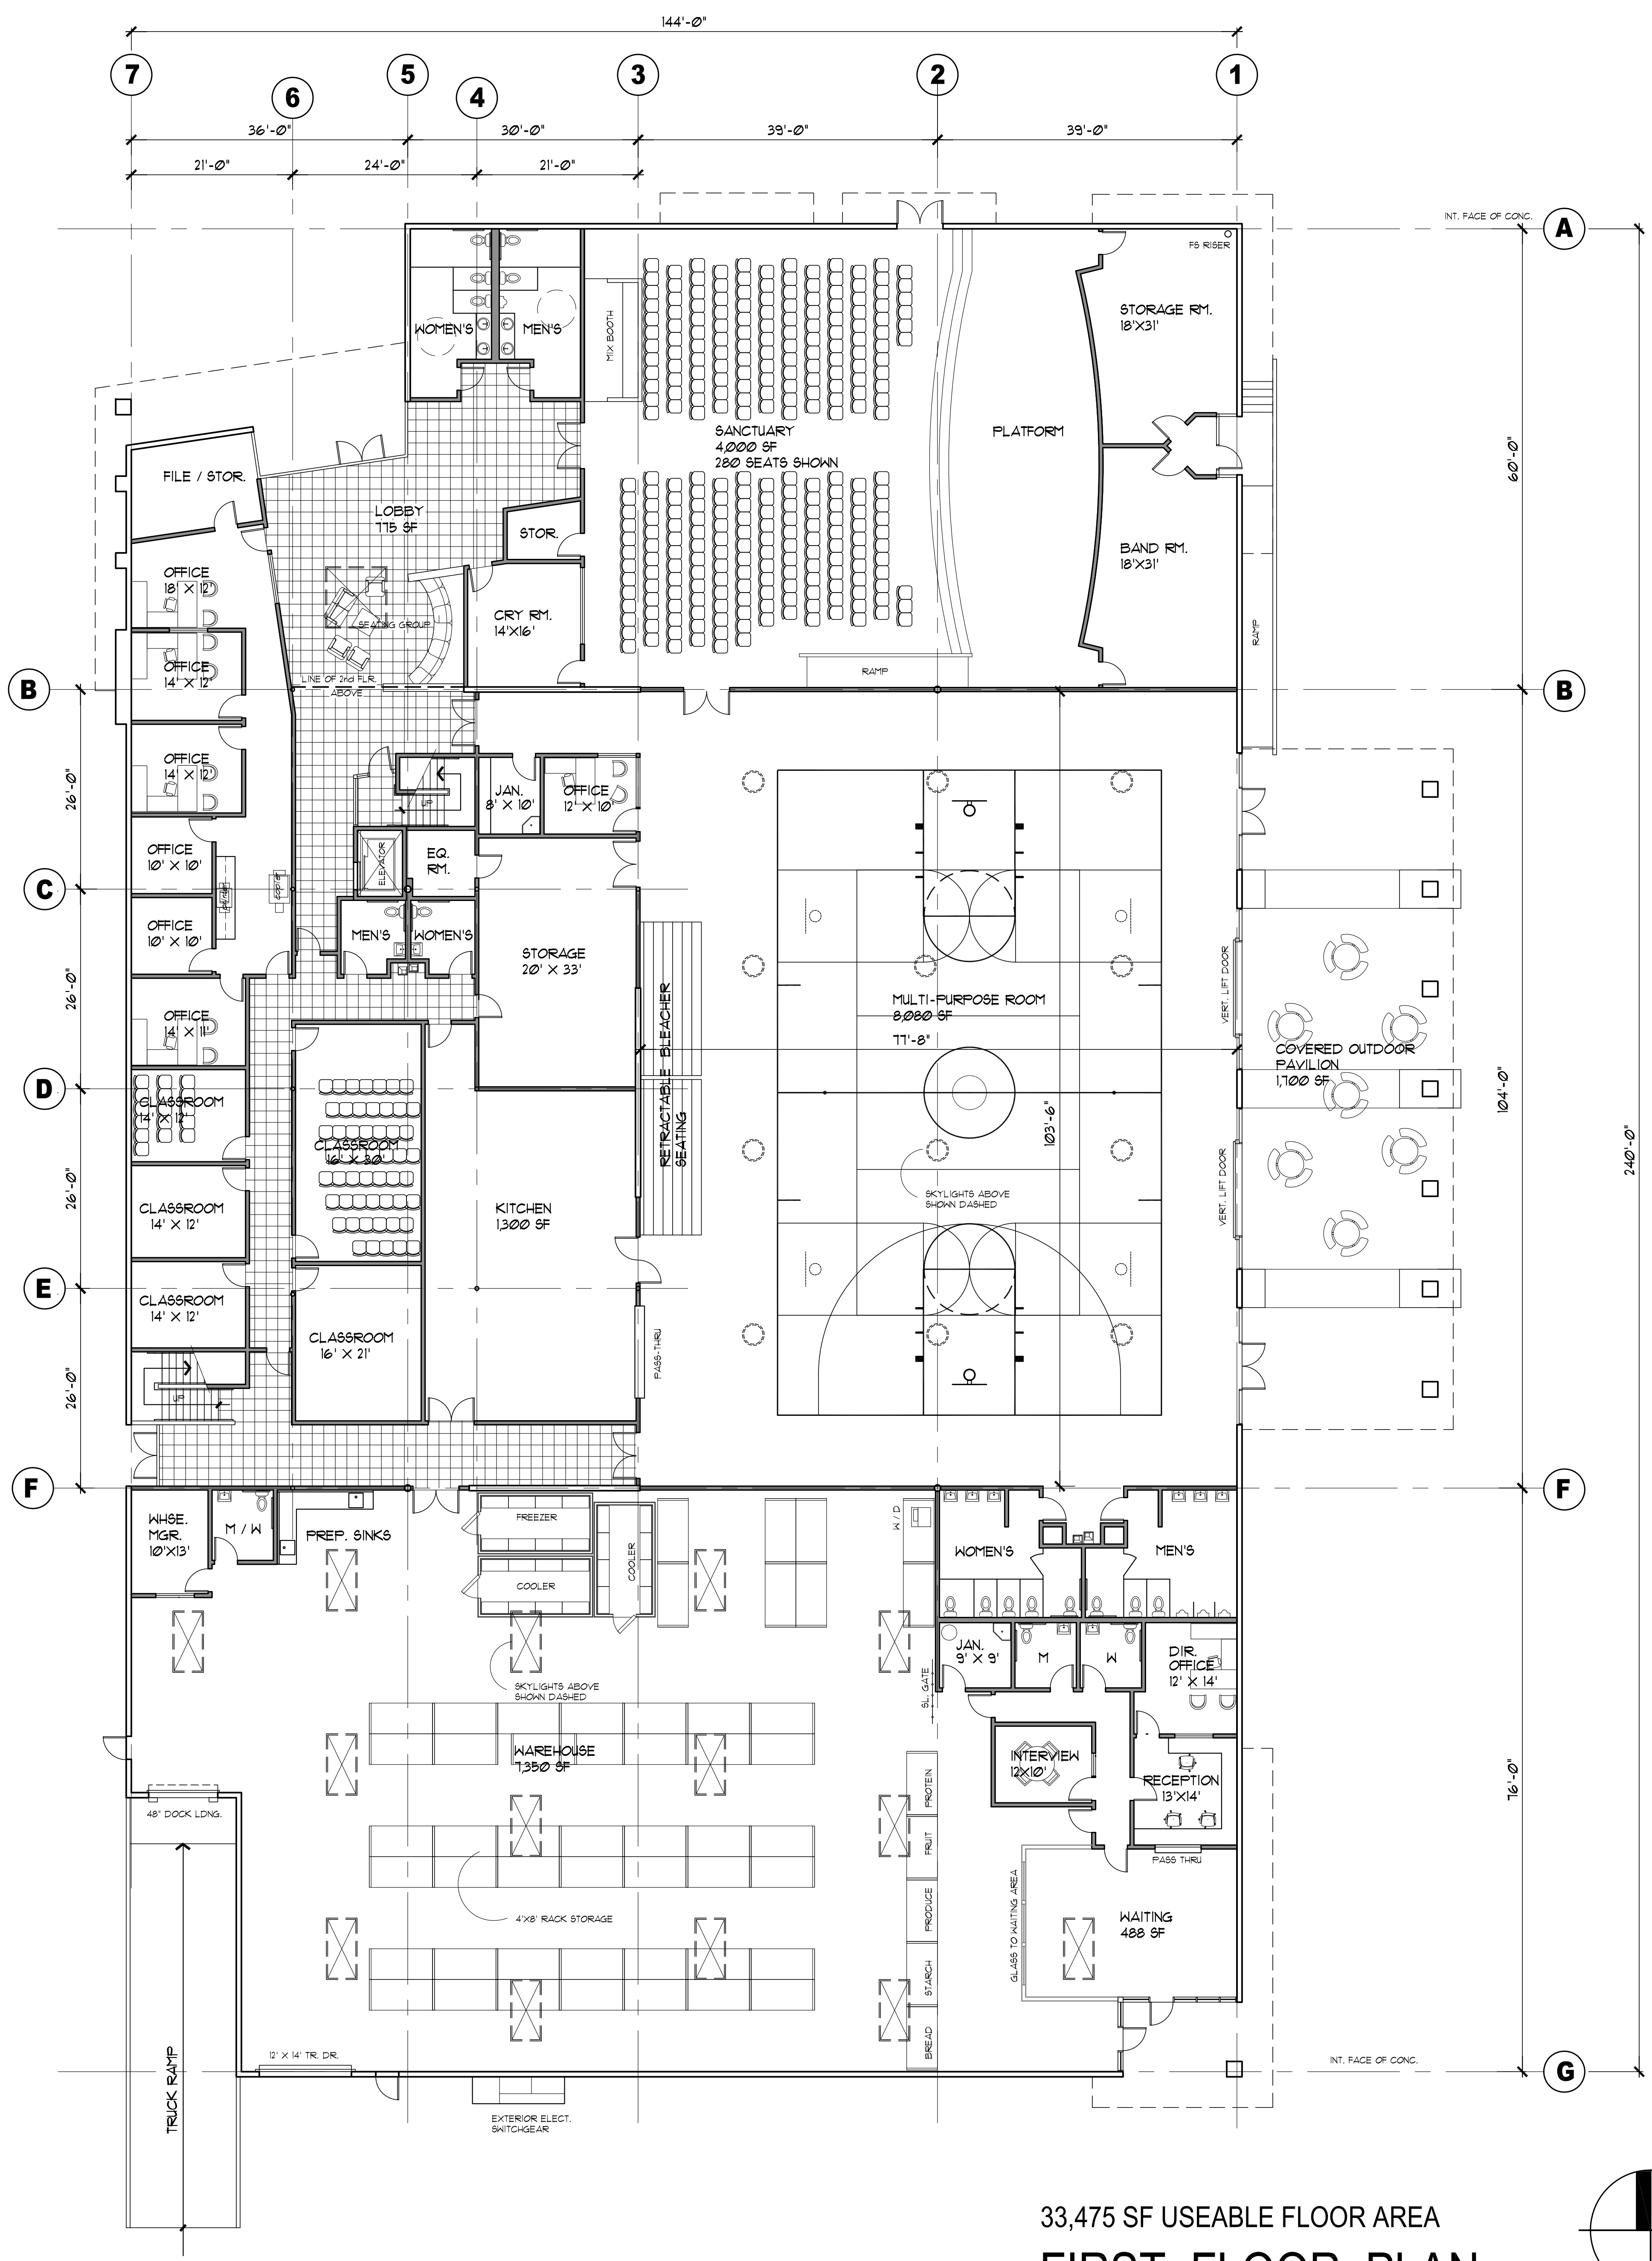 144'-0"
7
6
5
4
3
2
1
36'-0"
30'-0"
39'-0"
39'-0"
21'-0"
24'-0"
21'-0"
INT. FACE OF CONC.
A
FS RISER
STORAGE RM.
18'X31'
WOMEN'S
MEN'S
MIX BOOTH
SANCTUARY
4,000 SF
280 SEATS SHOWN
PLATFORM
60'-0"
FILE / STOR.
LOBBY
775 SF
STOR.
BAND RM.
18'X31'
OFFICE
18' X 12'
CRY RM.
14'X16'
SEATING GROUP
RAMP
RAMP
OFFICE
14' X 12'
LINE OF 2nd FLR.
ABOVE
B
B
OFFICE
14' X 12'
26'-0"
UP
JAN.
8' X 10'
OFFICE
12' X 10'
OFFICE
10' X 10'
ELEVATOR
EQ.
RM.
C
copier
OFFICE
10' X 10'
MEN'S
WOMEN'S
STORAGE
20' X 33'
26'-0"
RETRACTABLE BLEACHER
SEATING
MULTI-PURPOSE ROOM
8,080 SF
77'-8"
VERT. LIFT DOOR
OFFICE
14' X 11'
COVERED OUTDOOR
PAVILION
1,700 SF
D
CLASSROOM
14' X 12'
CLASSROOM
16' X 30'
103'-6"
104'-0"
240'-0"
26'-0"
CLASSROOM
14' X 12'
KITCHEN
1,300 SF
SKYLIGHTS ABOVE
SHOWN DASHED
VERT. LIFT DOOR
E
CLASSROOM
14' X 12'
CLASSROOM
16' X 21'
PASS-THRU
26'-0"
UP
F
F
WHSE.
MGR.
10'X13'
M / W
PREP. SINKS
FREEZER
COOLER
COOLER
W / D
WOMEN'S
MEN'S
JAN.
9' X 9'
M
W
DIR.
OFFICE
12' X 14'
SL. GATE
SKYLIGHTS ABOVE
SHOWN DASHED
WAREHOUSE
7,350 SF
INTERVIEW
12X10'
RECEPTION
13'X14'
76'-0"
48" DOCK LDNG.
PROTEIN
FRUIT
PASS THRU
PRODUCE
GLASS TO WAITING AREA
WAITING
488 SF
4'X8' RACK STORAGE
STARCH
BREAD
TRUCK RAMP
12' X 14' TR. DR.
INT. FACE OF CONC.
G
EXTERIOR ELECT.
SWITCHGEAR
33,475 SF USEABLE FLOOR AREA
FIRST FLOOR PLAN